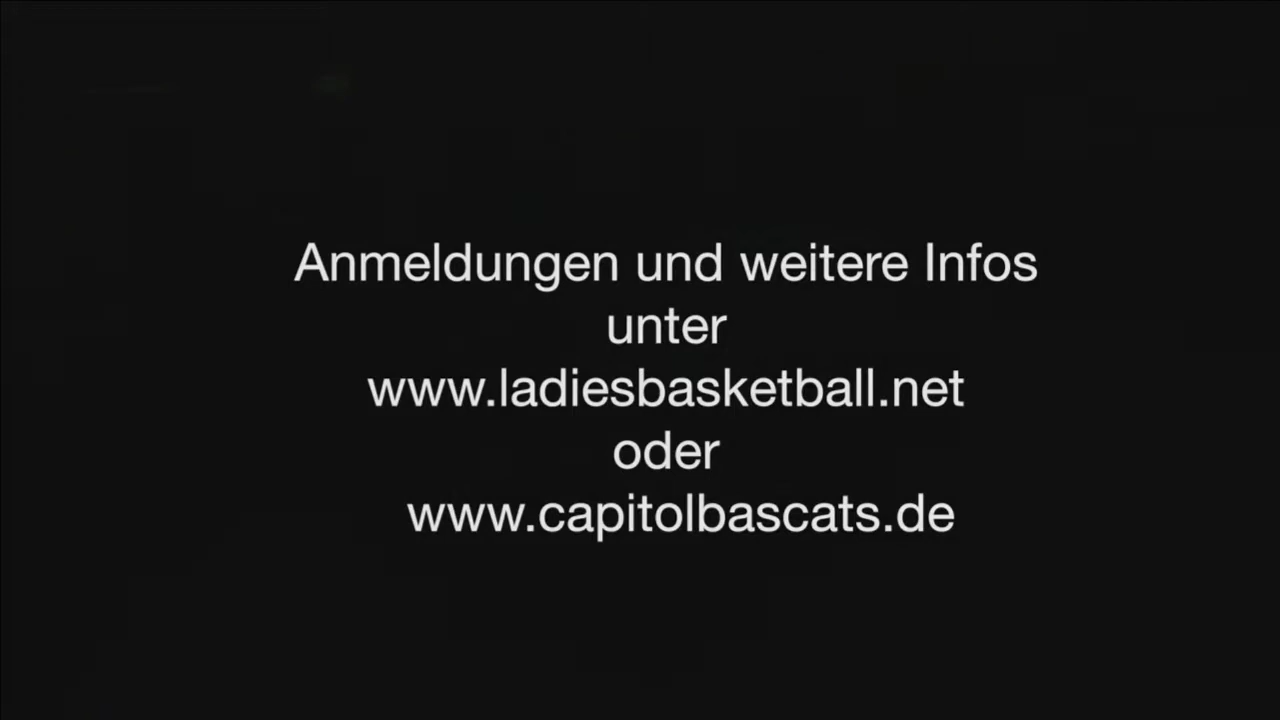 Anmeldungen und weitere Infos
unter
www.ladiesbasketball.net
oder
www.capitolbascats.de